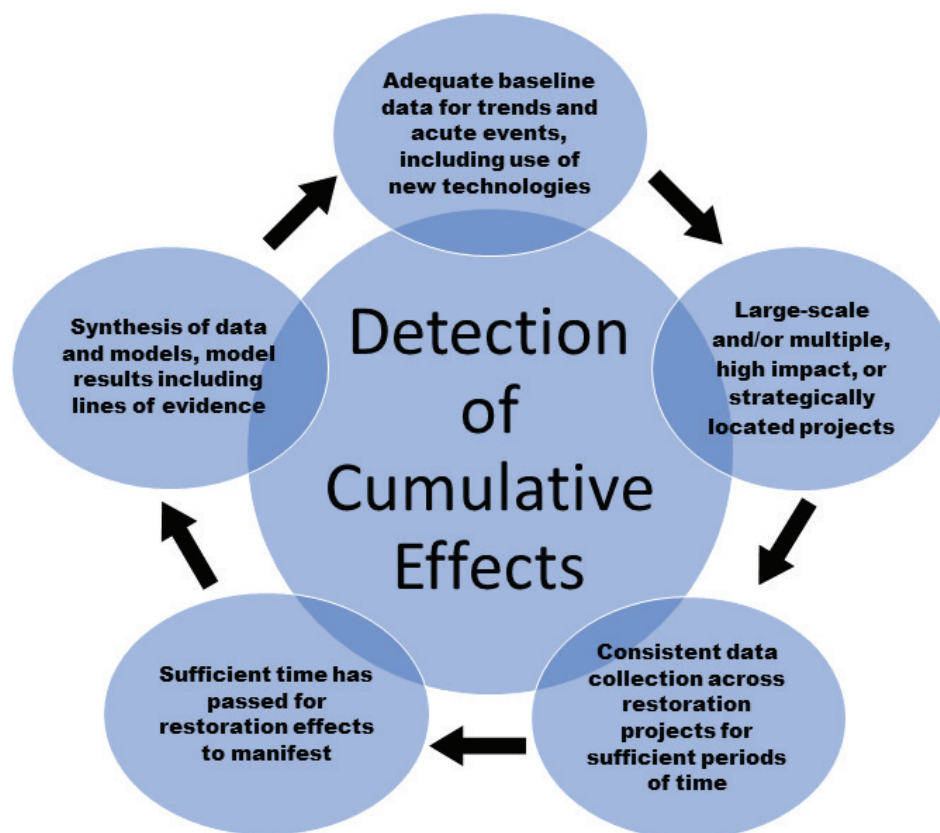 Adequate baseline
data for trends and
acute events,
including use of
new technologies
Large-scale
and/or multiple,
high impact, or
strategically
located projects
Consistent data
collection across
restoration
projects for
sufficient periods
of time
Sufficient time has
passed for
restoration effects
to manifest
Synthesis of data
and models, model
results including
lines of evidence
Detection
of
Cumulative
Effects